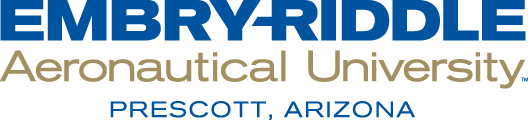 EMBRY-RIDDLE
Aeronautical University™
PRESCOTT, ARIZONA